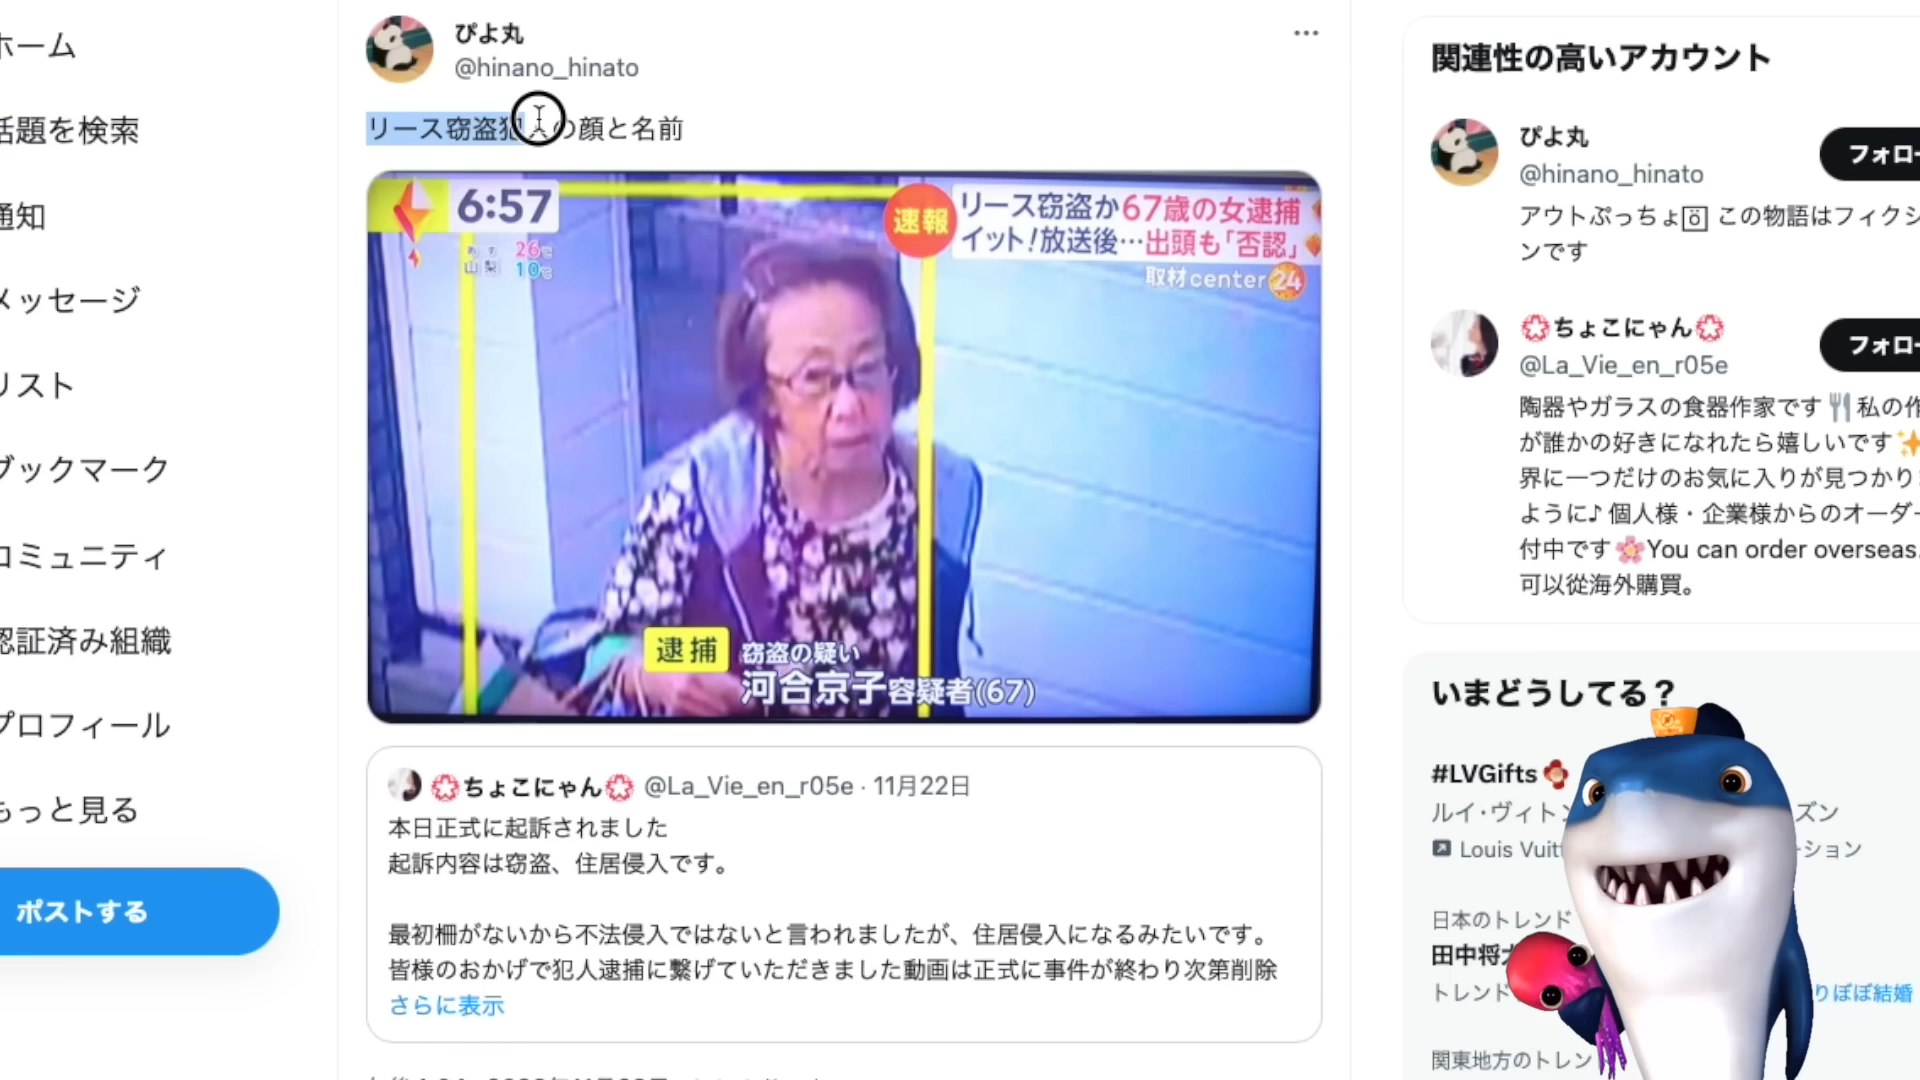 ホーム
話題を検索
通知
メッセージ
リスト
ブックマーク
コミュニティ
認証済み組織
プロフィール
もっと見る
ポストする
ぴよ丸
@hinano_hinato
リース窃盗犯人の顔と名前
6:57
あす
山梨 26℃
10℃
速報
リース窃盗か67歳の女逮捕
イット!放送後…出頭も「否認」
取材center24
逮捕
窃盗の疑い
河合京子容疑者(67)
ちょこにゃん @La_Vie_en_r05e · 11月22日
本日正式に起訴されました
起訴内容は窃盗、住居侵入です。
最初柵がないから不法侵入ではないと言われましたが、住居侵入になるみたいです。
皆様のおかげで犯人逮捕に繋げていただきました動画は正式に事件が終わり次第削除
さらに表示
関連性の高いアカウント
ぴよ丸
@hinano_hinato
フォロー
アウトぷっちょ この物語はフィクシ
ンです
ちょこにゃん
@La_Vie_en_r05e
フォロー
陶器やガラスの食器作家です🍴私の作
が誰かの好きになれたら嬉しいです✨
界に一つだけのお気に入りが見つかり
ように♪ 個人様・企業様からのオーダー
付中です🌸You can order overseas.
可以從海外購買。
いまどうしてる？
#LVGifts
ルイ・ヴィトン ズン
Louis Vuit ーション
日本のトレンド
田中将大
トレンド りぼぼ結婚
関東地方のトレン